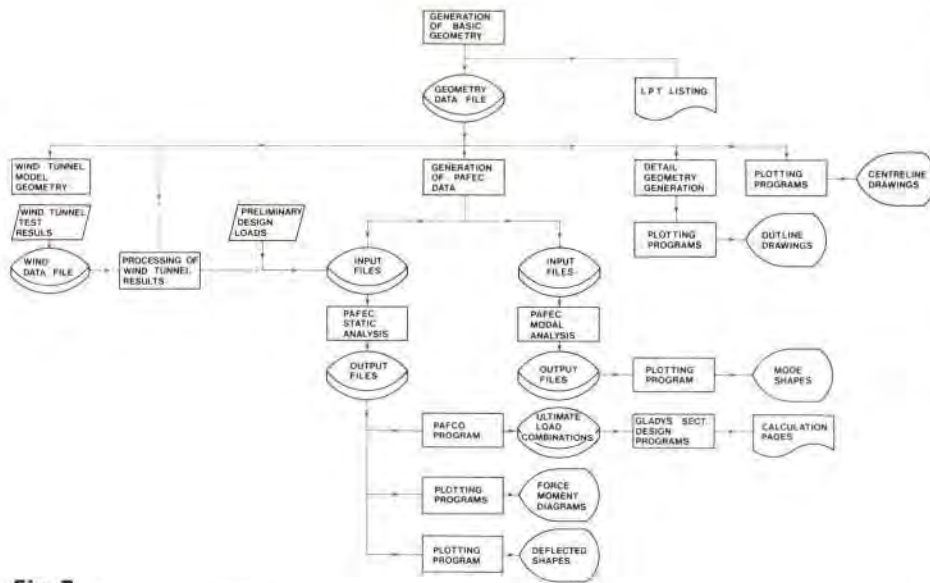 GENERATION
OF BASIC
GEOMETRY
GEOMETRY
DATA FILE
L.P.T LISTING
WIND TUNNEL
MODEL
GEOMETRY
GENERATION
OF PAFEC
DATA
DETAIL
GEOMETRY
GENERATION
PLOTTING
PROGRAMS
CENTRELINE
DRAWINGS
WIND TUNNEL
TEST
RESULS
PRELIMINARY
DESIGN
LOADS
PLOTTING
PROGRAMS
OUTLINE
DRAWINGS
WIND
DATA FILE
PROCESSING OF
WIND TUNNEL
RESULTS
INPUT
FILES
INPUT
FILES
PAFEC
STATIC
ANALYSIS
PAFEC
MODAL
ANALYSIS
OUTPUT
FILES
OUTPUT
FILES
PLOTTING
PROGRAM
MODE
SHAPES
PAFCO
PROGRAM
ULTIMATE
LOAD
COMBINATIONS
GLADYS SECT.
DESIGN
PROGRAMS
CALCULATION
PAGES
PLOTTING
PROGRAMS
FORCE
MOMENT
DIAGRAMS
PLOTTING
PROGRAM
DEFLECTED
SHAPES